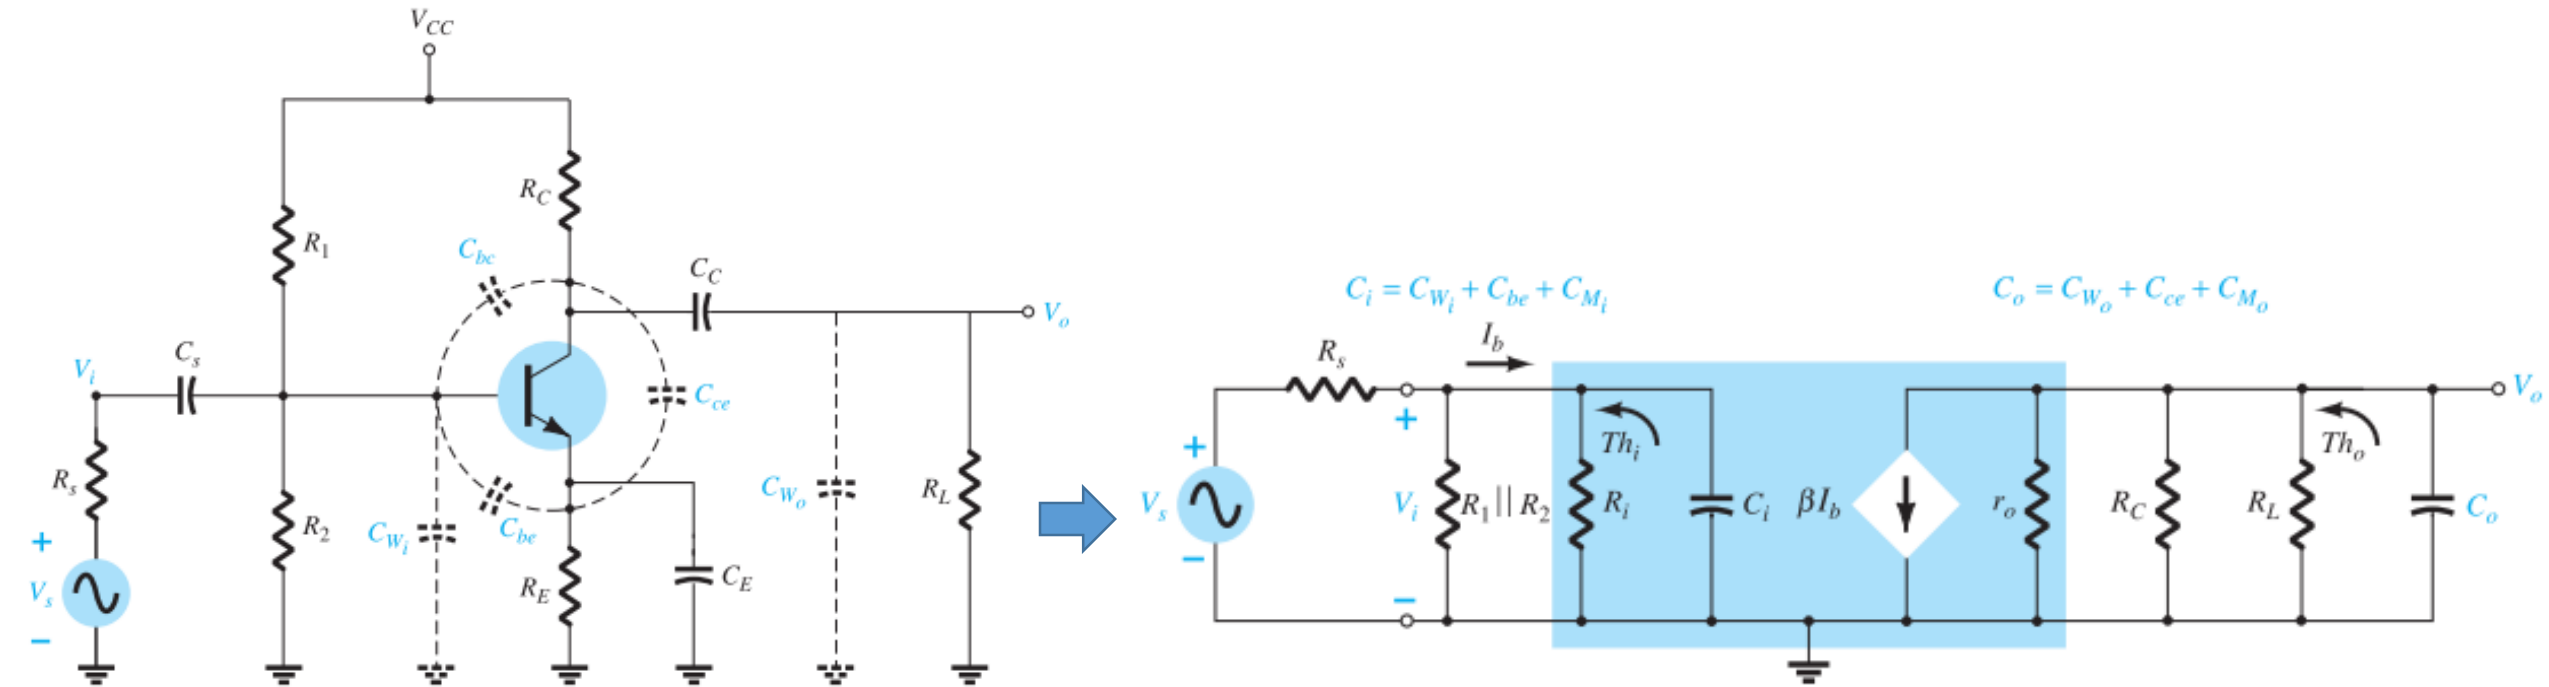 V_CC
R_C
R_1
C_bc
C_C
V_o
V_i
C_s
C_ce
R_s
R_2
C_Wi
C_be
C_Wo
R_L
+
V_s
−
R_E
C_E
C_i = C_Wi + C_be + C_Mi
C_o = C_Wo + C_ce + C_Mo
R_s
I_b
V_o
+
+
Th_i
Th_o
V_s
V_i
R_1||R_2
R_i
C_i
βI_b
r_o
R_C
R_L
C_o
−
−